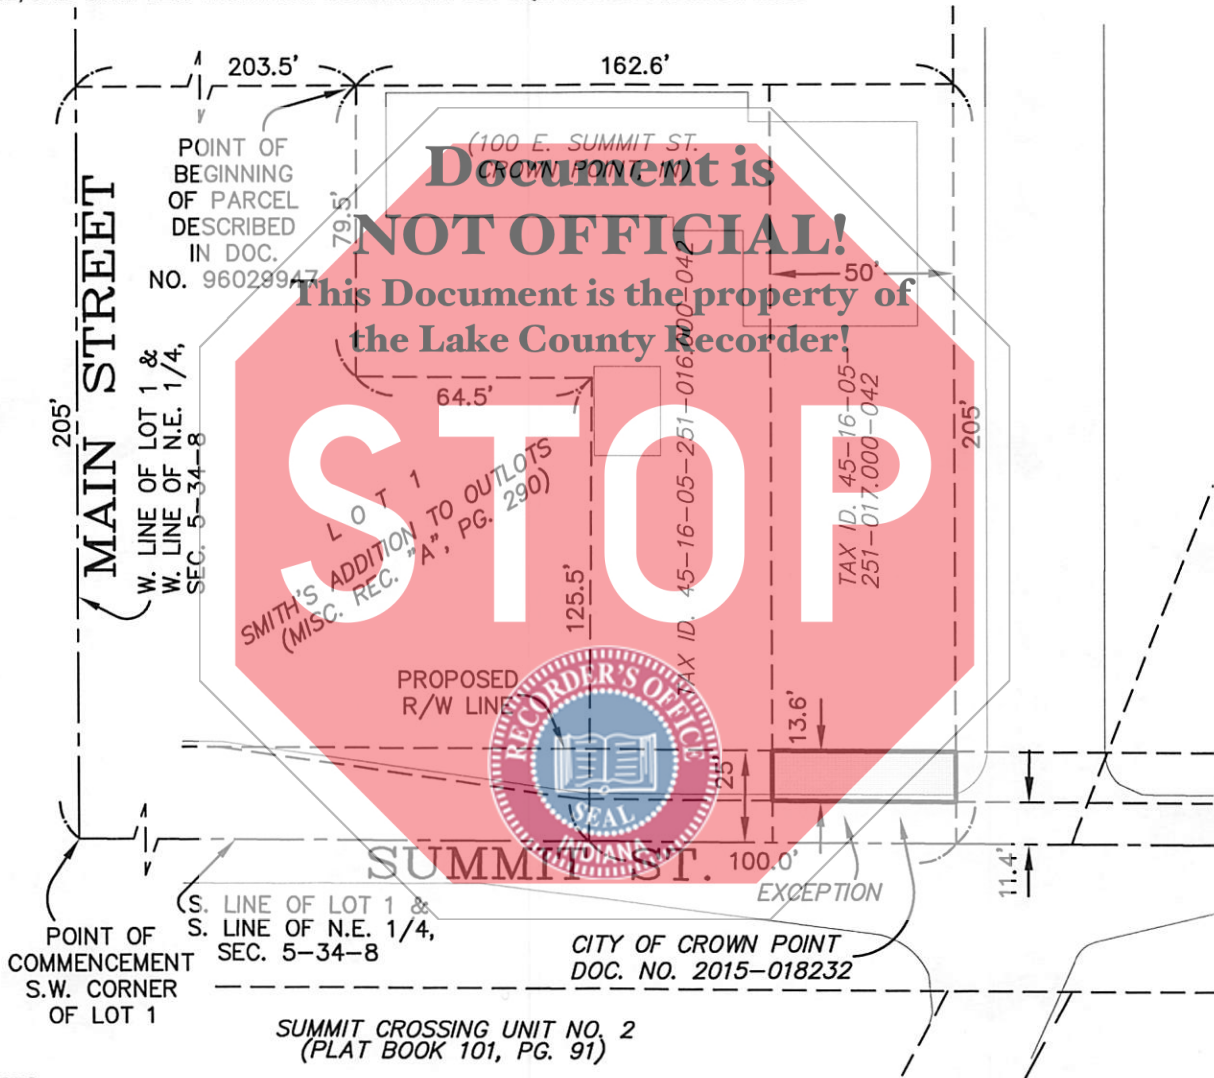 203.5'
162.6'
POINT OF
BEGINNING
OF PARCEL
DESCRIBED
IN DOC.
NO. 96029947
(100 E. SUMMIT ST.
CROWN POINT, IN)
Document is
NOT OFFICIAL!
This Document is the property of
the Lake County Recorder!
STOP
79.5'
50'
MAIN STREET
205'
W. LINE OF LOT 1 &
W. LINE OF N.E. 1/4,
SEC. 5-34-8
64.5'
LOT 1
SMITH'S ADDITION TO OUTLOTS
(MISC. REC. "A", PG. 290)
125.5'
TAX ID. 45-16-05-251-016.000-042
TAX ID. 45-16-05-
251-017.000-042
205'
PROPOSED
R/W LINE
RECORDER'S OFFICE
SEAL
INDIANA
13.6'
25'
SUMMIT ST.
100.0'
11.4'
EXCEPTION
S. LINE OF LOT 1 &
S. LINE OF N.E. 1/4,
SEC. 5-34-8
POINT OF
COMMENCEMENT
S.W. CORNER
OF LOT 1
CITY OF CROWN POINT
DOC. NO. 2015-018232
SUMMIT CROSSING UNIT NO. 2
(PLAT BOOK 101, PG. 91)